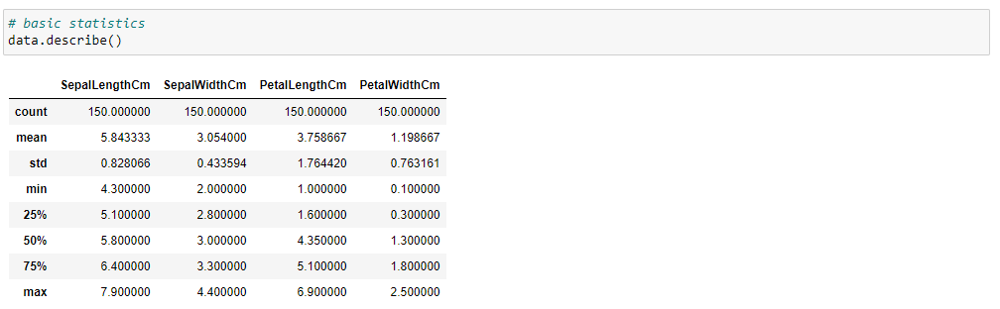 # basic statistics
data.describe()
SepalLengthCm SepalWidthCm PetalLengthCm PetalWidthCm
count 150.000000 150.000000 150.000000 150.000000
mean 5.843333 3.054000 3.758667 1.198667
std 0.828066 0.433594 1.764420 0.763161
min 4.300000 2.000000 1.000000 0.100000
25% 5.100000 2.800000 1.600000 0.300000
50% 5.800000 3.000000 4.350000 1.300000
75% 6.400000 3.300000 5.100000 1.800000
max 7.900000 4.400000 6.900000 2.500000